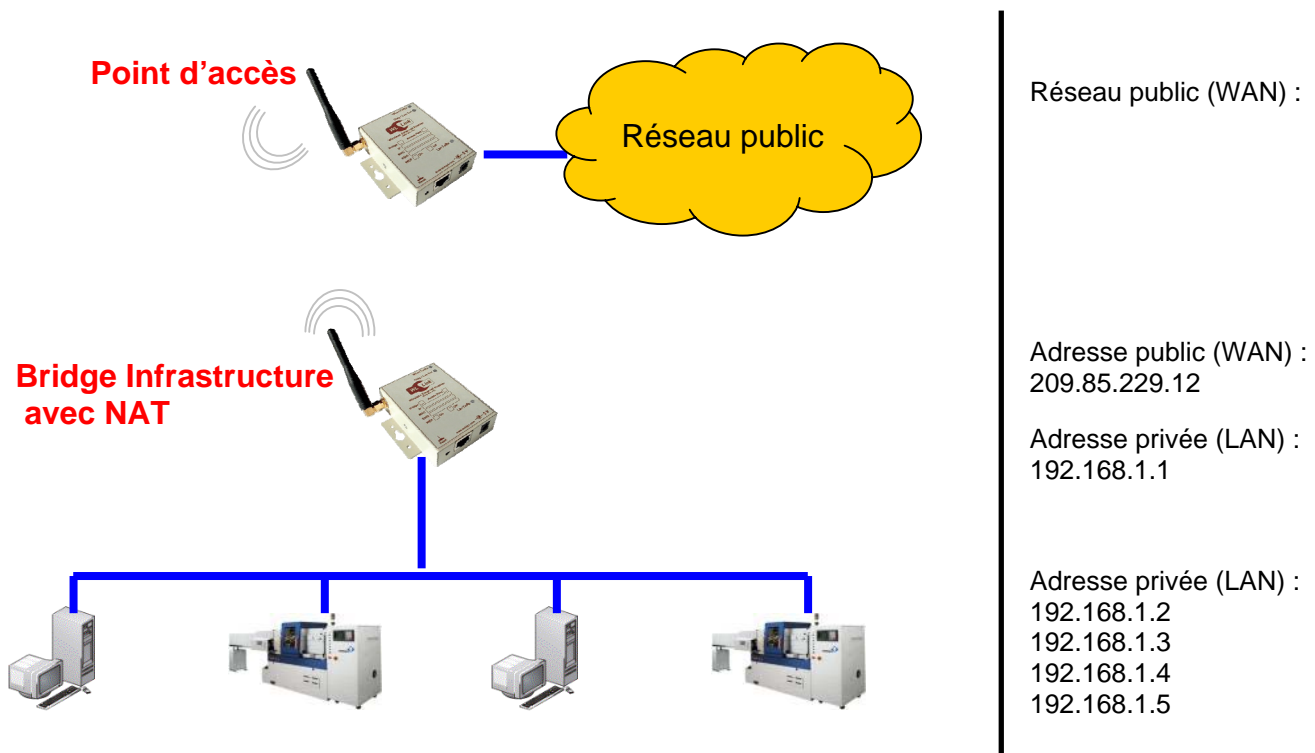 Point d'accès
Réseau public
Réseau public (WAN) :
Bridge Infrastructure
avec NAT
Adresse public (WAN) :
209.85.229.12
Adresse privée (LAN) :
192.168.1.1
Adresse privée (LAN) :
192.168.1.2
192.168.1.3
192.168.1.4
192.168.1.5